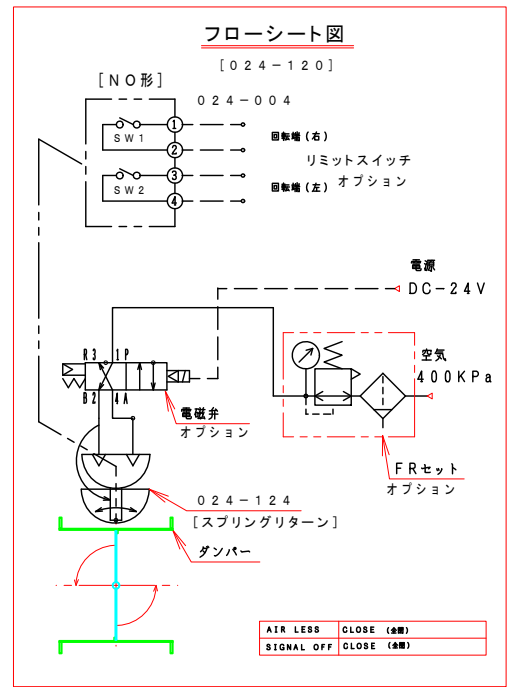 フローシート図
[024-120]
[NO形]
024-004
SW1
1
2
SW2
3
4
回転端(右)
リミットスイッチ
オプション
回転端(左)
電源
DC-24V
R3 1P
B2 4A
電磁弁
オプション
空気
400KPa
FRセット
オプション
024-124
[スプリングリターン]
ダンパー
AIR LESS CLOSE (全閉)
SIGNAL OFF CLOSE (全閉)